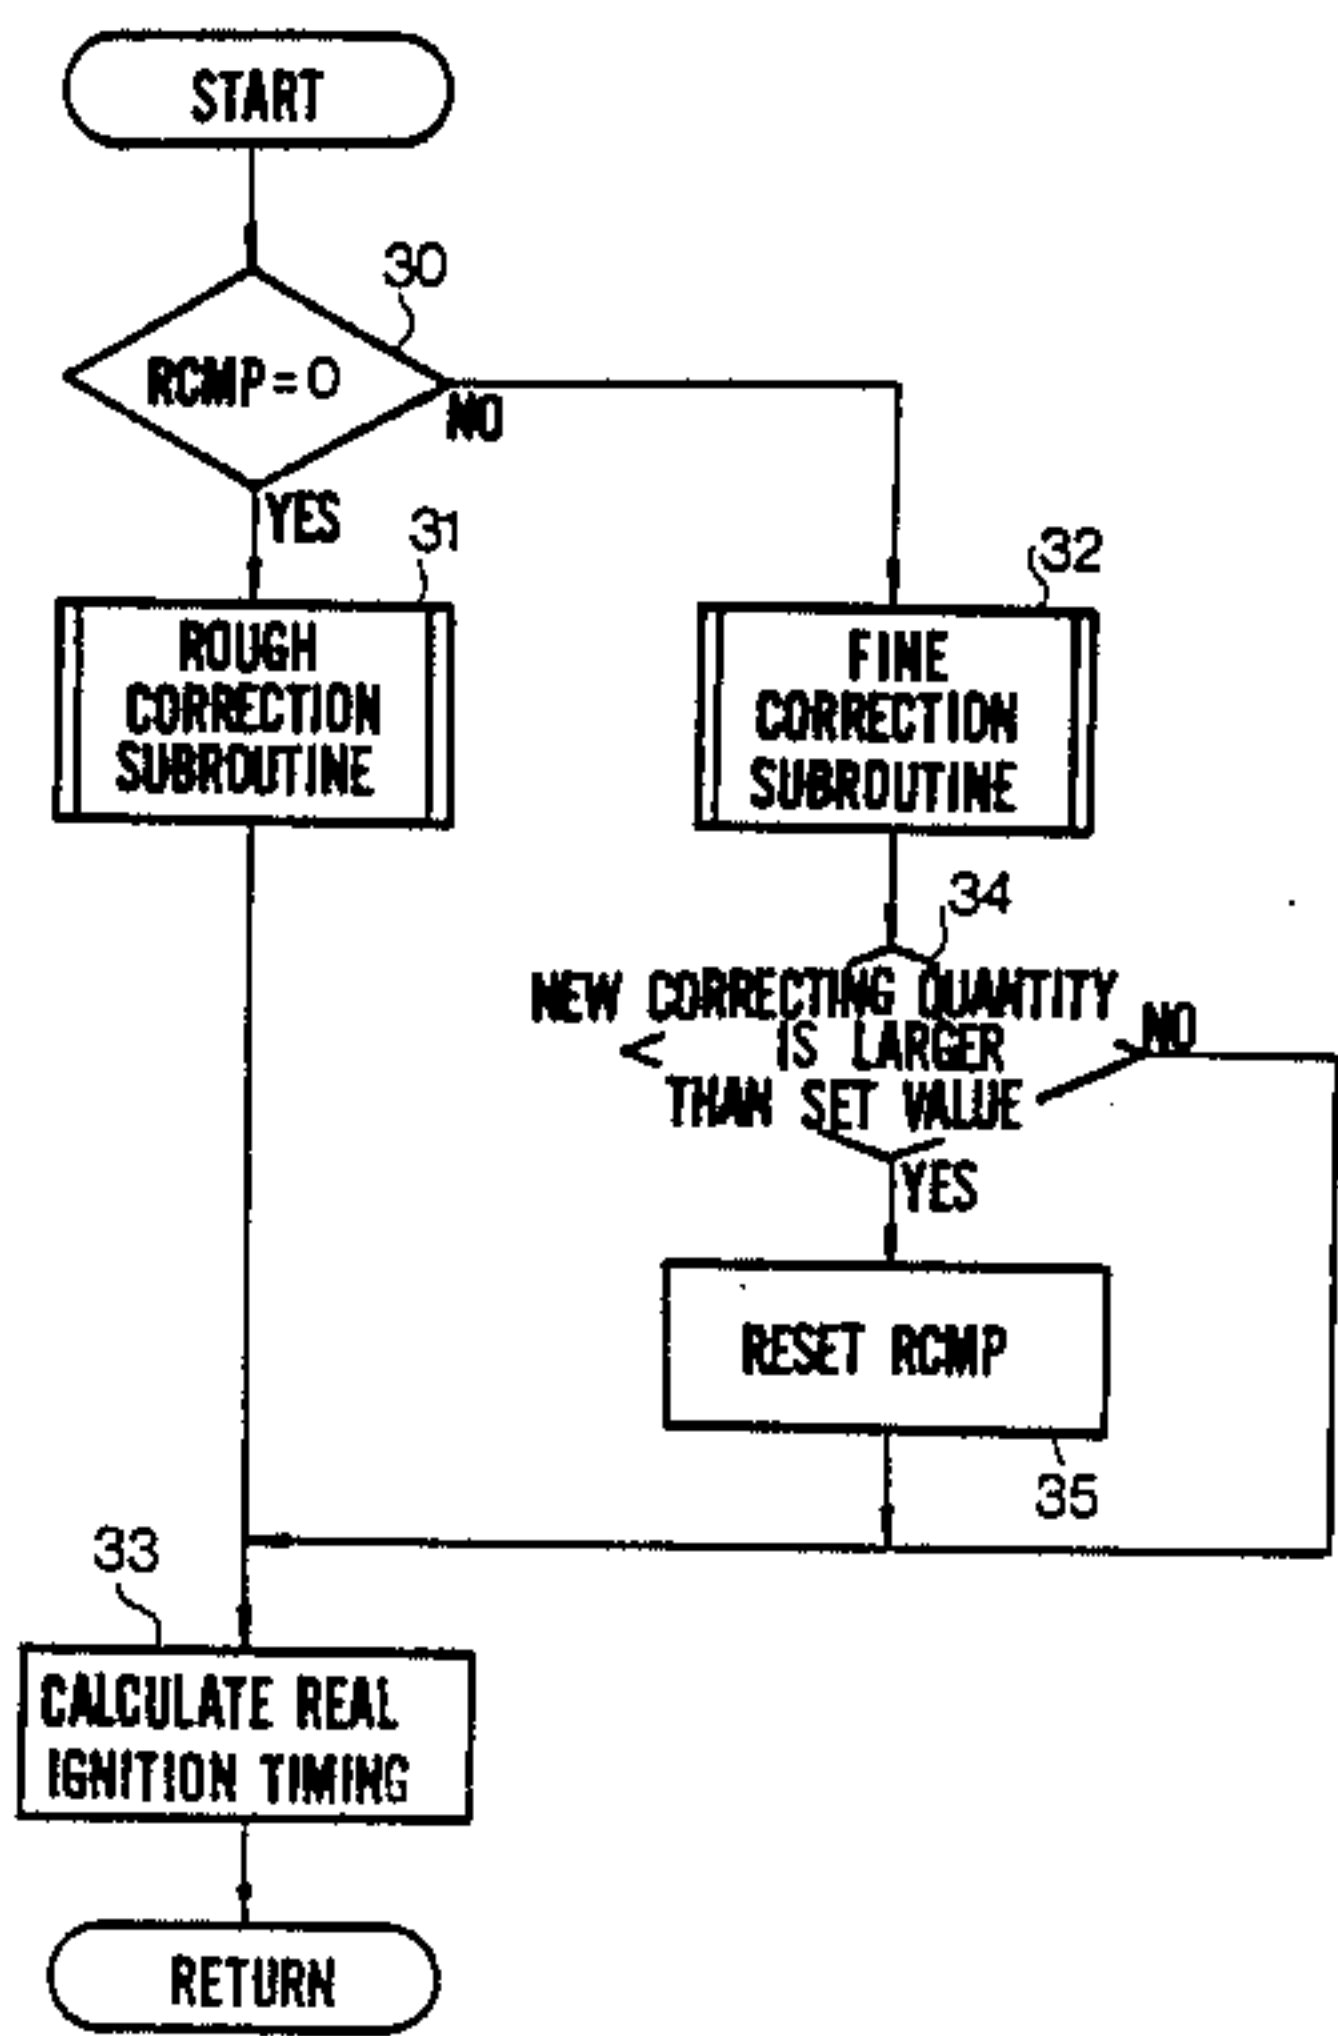 START
30
RCMP=0
NO
YES
31
ROUGH
CORRECTION
SUBROUTINE
32
FINE
CORRECTION
SUBROUTINE
34
NEW CORRECTING QUANTITY
IS LARGER
THAN SET VALUE
NO
YES
RESET RCMP
35
33
CALCULATE REAL
IGNITION TIMING
RETURN